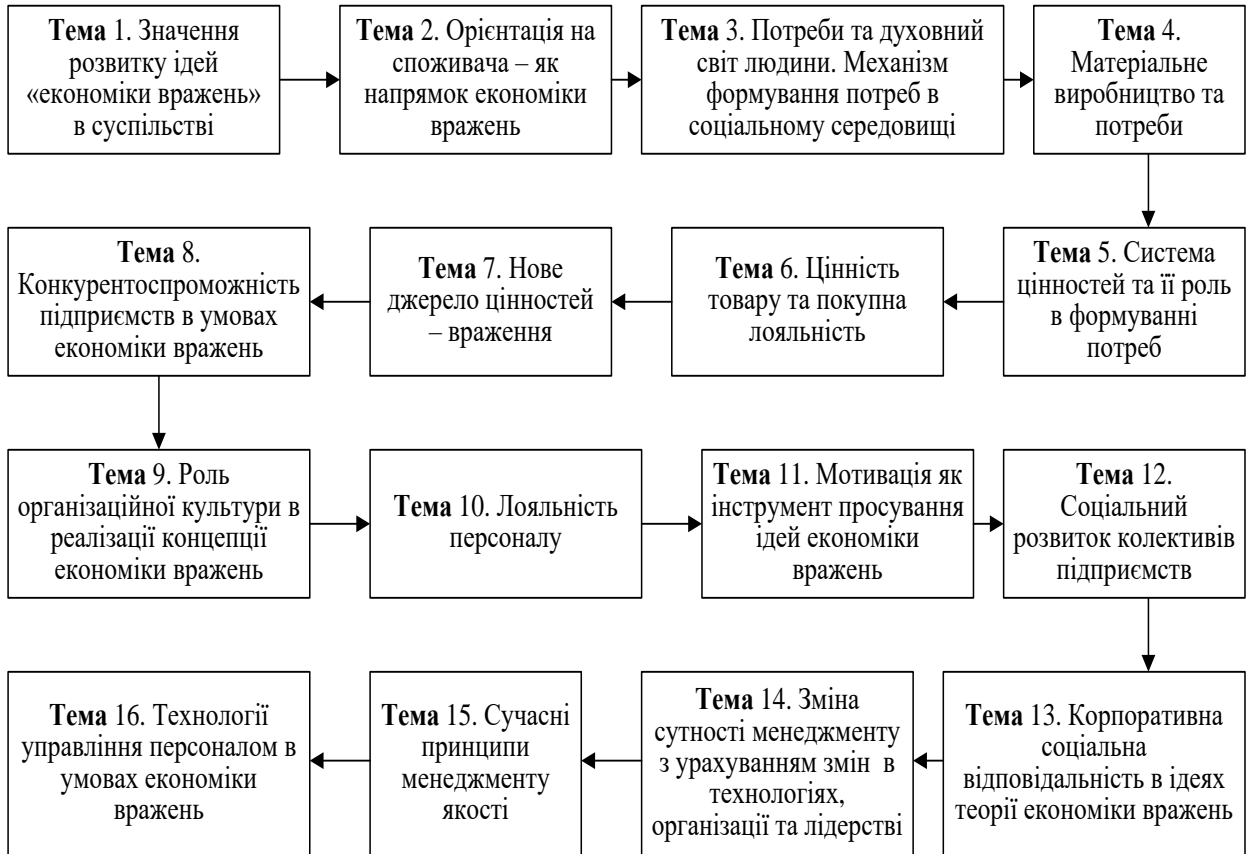 Тема 1. Значення
розвитку ідей
«економіки вражень»
в суспільстві
Тема 2. Орієнтація на
споживача – як
напрямок економіки
вражень
Тема 3. Потреби та духовний
світ людини. Механізм
формування потреб в
соціальному середовищі
Тема 4.
Матеріальне
виробництво та
потреби
Тема 5. Система
цінностей та її роль
в формуванні
потреб
Тема 6. Цінність
товару та покупна
лояльність
Тема 7. Нове
джерело цінностей
– враження
Тема 8.
Конкурентоспроможність
підприємств в умовах
економіки вражень
Тема 9. Роль
організаційної культури в
реалізації концепції
економіки вражень
Тема 10. Лояльність
персоналу
Тема 11. Мотивація як
інструмент просування
ідей економіки
вражень
Тема 12.
Соціальний
розвиток колективів
підприємств
Тема 13. Корпоративна
соціальна
відповідальність в ідеях
теорії економіки вражень
Тема 14. Зміна
сутності менеджменту
з урахуванням змін в
технологіях,
організації та лідерстві
Тема 15. Сучасні
принципи
менеджменту
якості
Тема 16. Технології
управління персоналом в
умовах економіки
вражень